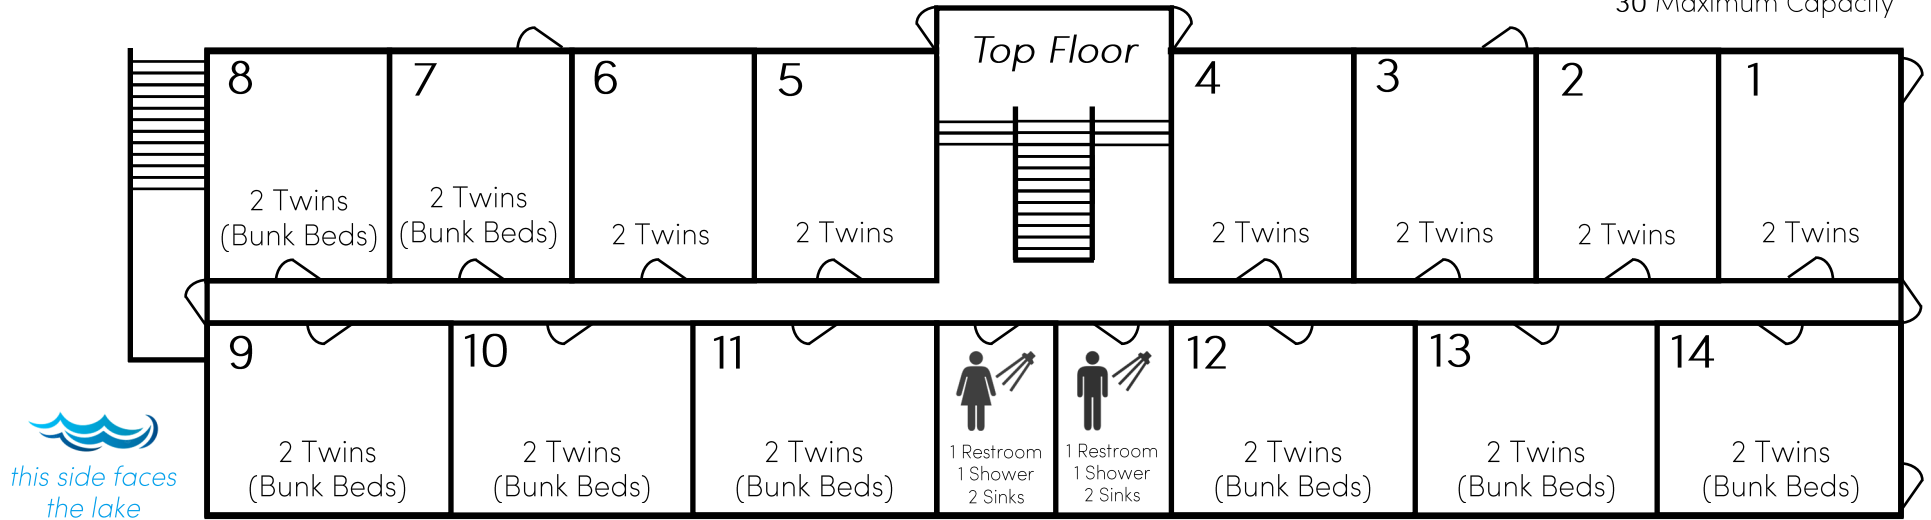 30 Maximum Capacity
Top Floor
8
7
6
5
4
3
2
1
2 Twins
(Bunk Beds)
2 Twins
(Bunk Beds)
2 Twins
2 Twins
2 Twins
2 Twins
2 Twins
2 Twins
9
10
11
12
13
14
2 Twins
(Bunk Beds)
2 Twins
(Bunk Beds)
2 Twins
(Bunk Beds)
1 Restroom
1 Shower
2 Sinks
1 Restroom
1 Shower
2 Sinks
2 Twins
(Bunk Beds)
2 Twins
(Bunk Beds)
2 Twins
(Bunk Beds)
this side faces
the lake